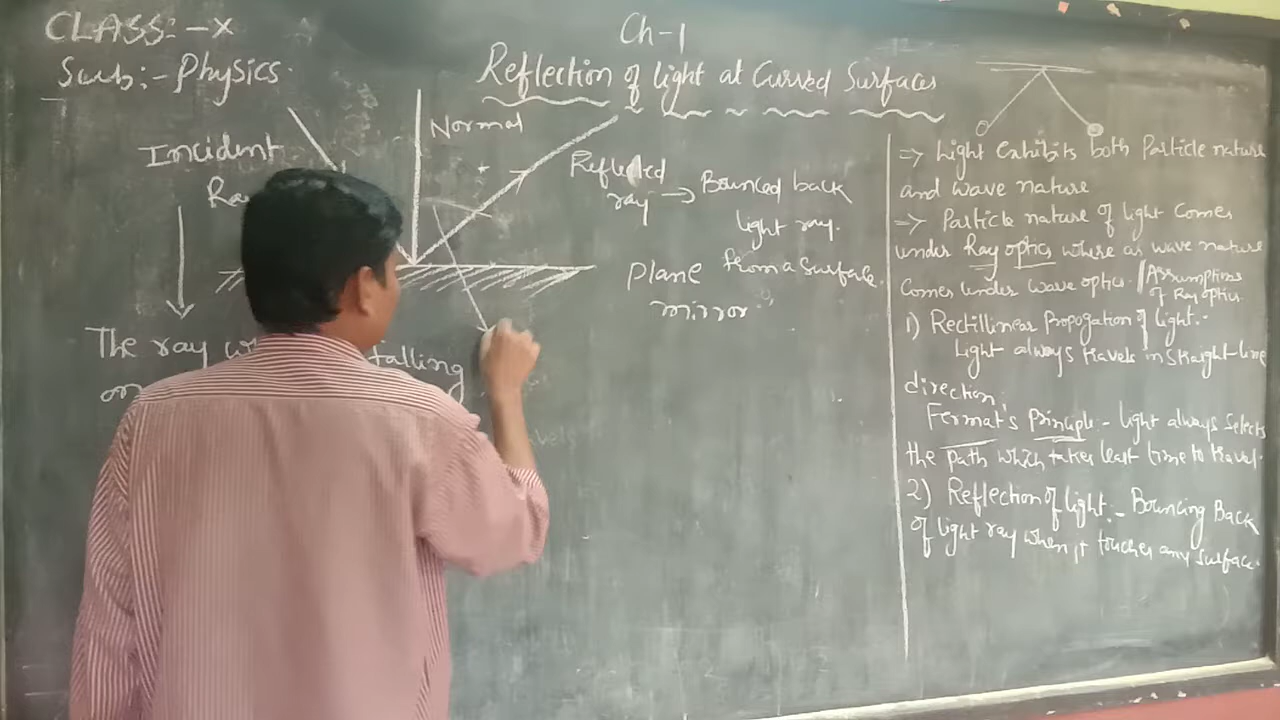 CLASS:-X
Sub:-Physics
Ch-1
Reflection of light at Curved Surfaces
Incident
Normal
Reflected
ray → Bounced back
light ray.
from a surface.
Plane
mirror
The ray
falling
on
=> Light exhibits both Particle nature
and wave nature
=> Particle nature of light comes
under Ray optics where as wave nature
comes under wave optics.
Assumptions
of Ray optics.
1) Rectillinear Propogation of light.-
Light always travels in straight-line
direction.
Fermat's Principle - light always selects
the path which takes least time to travel.
2) Reflection of light.- Bouncing Back
of light ray when it touches any surface.